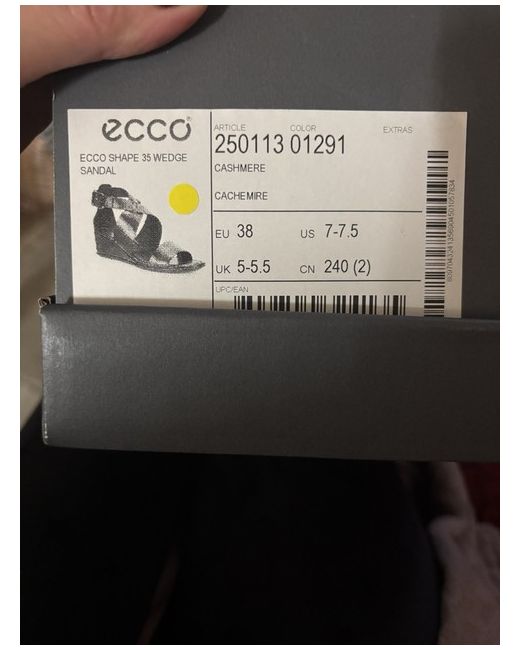 ecco®
ECCO SHAPE 35 WEDGE
SANDAL
ARTICLE COLOR EXTRAS
250113 01291
CASHMERE
CACHEMIRE
EU 38 US 7-7.5
UK 5-5.5 CN 240 (2)
UPC/EAN